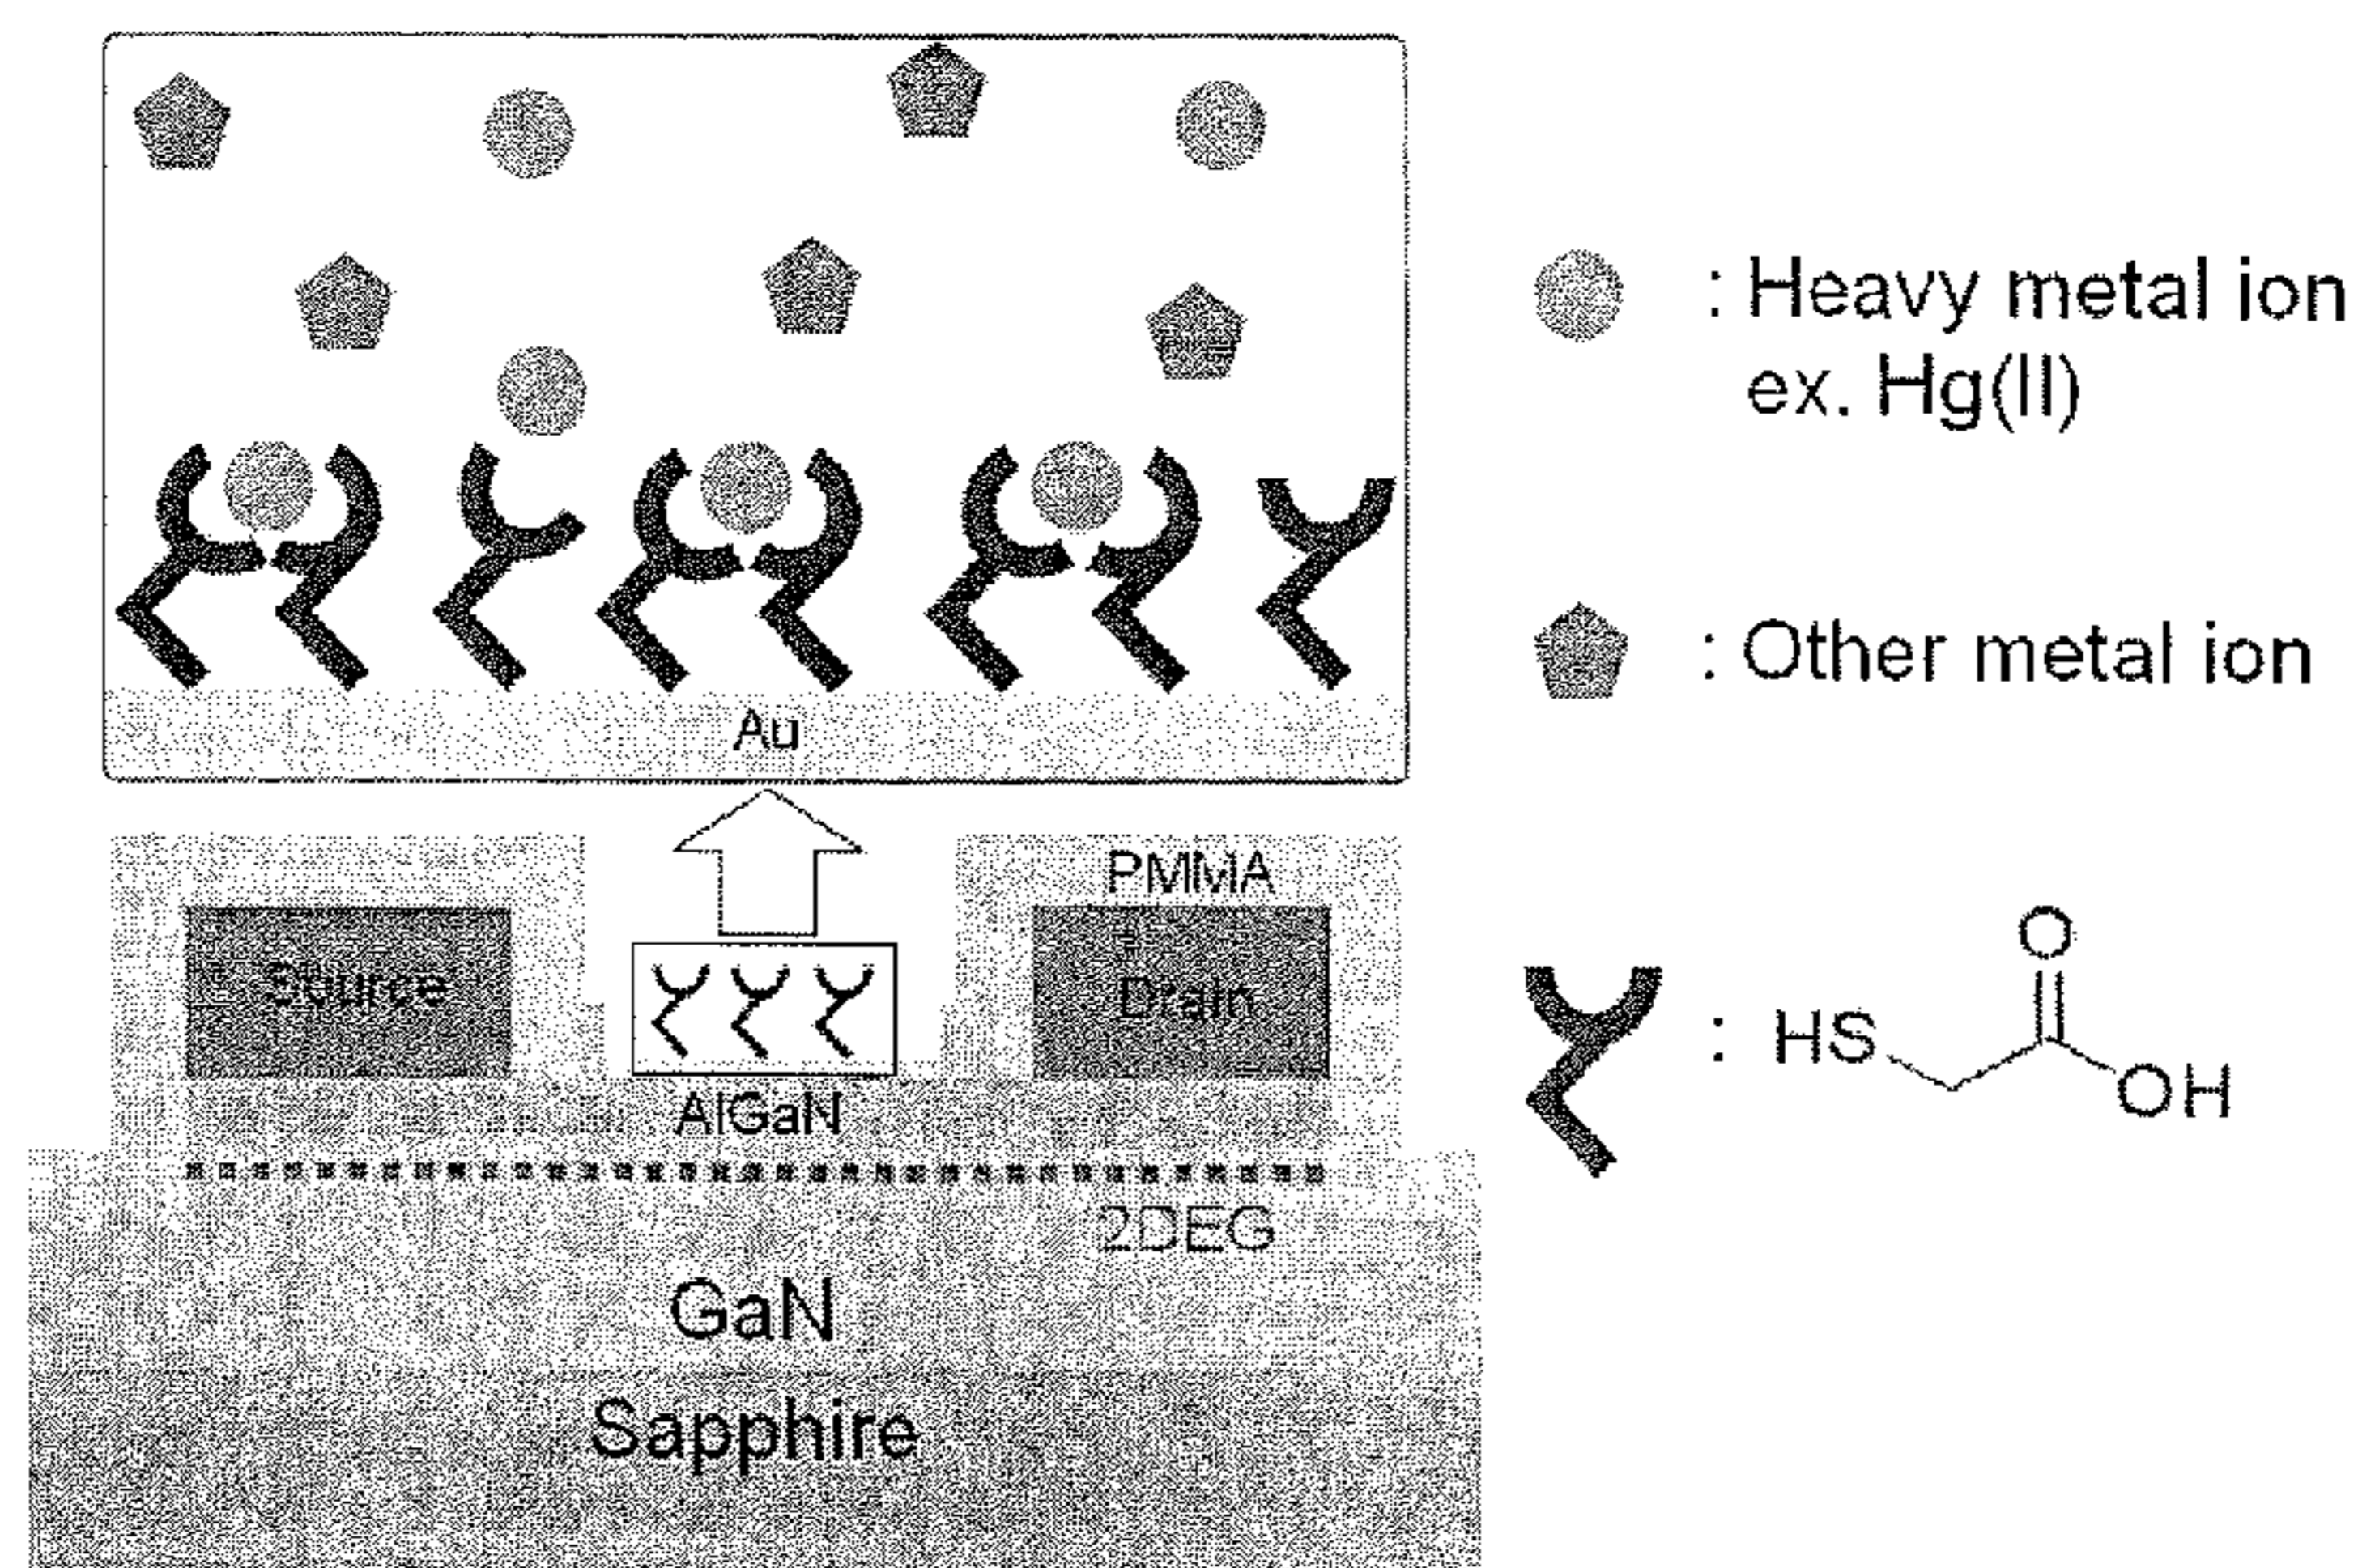 : Heavy metal ion
ex. Hg(II)
: Other metal ion
Au
PMMA
Source
Drain
AlGaN
: HS
O
OH
2DEG
GaN
Sapphire